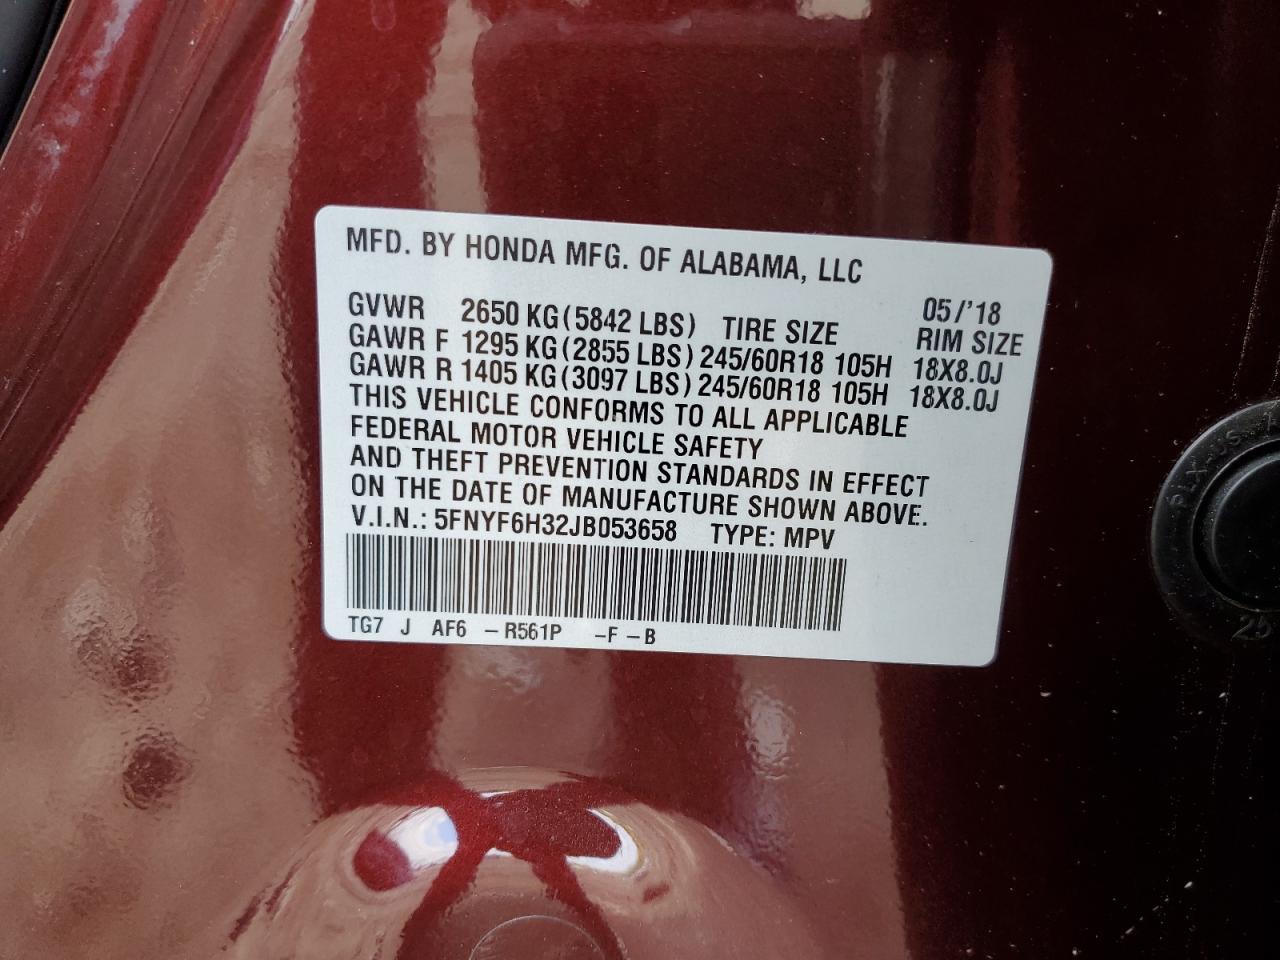 MFD. BY HONDA MFG. OF ALABAMA, LLC
05/'18
GVWR 2650 KG(5842 LBS) TIRE SIZE RIM SIZE
GAWR F 1295 KG(2855 LBS) 245/60R18 105H 18X8.0J
GAWR R 1405 KG(3097 LBS) 245/60R18 105H 18X8.0J
THIS VEHICLE CONFORMS TO ALL APPLICABLE
FEDERAL MOTOR VEHICLE SAFETY
AND THEFT PREVENTION STANDARDS IN EFFECT
ON THE DATE OF MANUFACTURE SHOWN ABOVE.
V.I.N.: 5FNYF6H32JB053658 TYPE: MPV
TG7 J AF6 -R561P -F -B
25